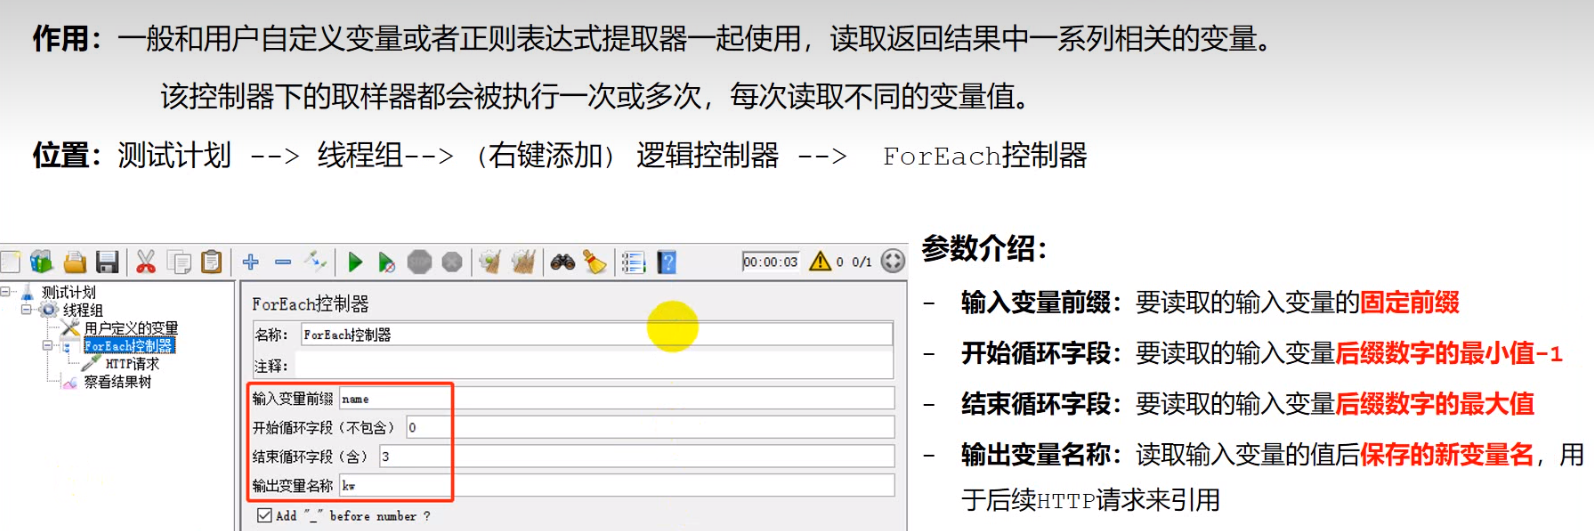 作用：一般和用户自定义变量或者正则表达式提取器一起使用，读取返回结果中一系列相关的变量。
该控制器下的取样器都会被执行一次或多次，每次读取不同的变量值。
位置：测试计划 --> 线程组--> （右键添加） 逻辑控制器 --> ForEach控制器
00:00:03 0 0/1
测试计划
线程组
用户定义的变量
ForEach控制器
HTTP请求
察看结果树
ForEach控制器
名称： ForEach控制器
注释：
输入变量前缀 name
开始循环字段（不包含） 0
结束循环字段（含） 3
输出变量名称 kw
Add "_" before number ?
参数介绍：
- 输入变量前缀：要读取的输入变量的固定前缀
- 开始循环字段：要读取的输入变量后缀数字的最小值-1
- 结束循环字段：要读取的输入变量后缀数字的最大值
- 输出变量名称：读取输入变量的值后保存的新变量名，用
于后续HTTP请求来引用